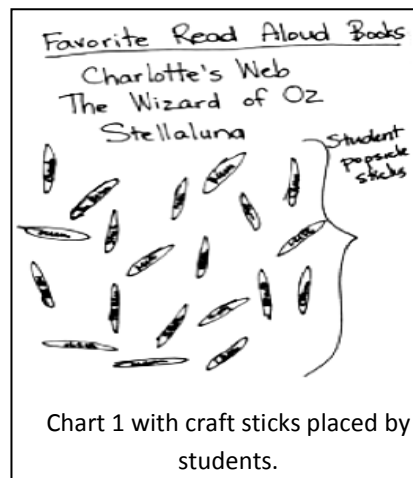 Favorite Read Aloud Books
Charlotte's Web
The Wizard of Oz
Stellaluna
Student
popsicle
sticks
Chart 1 with craft sticks placed by
students.